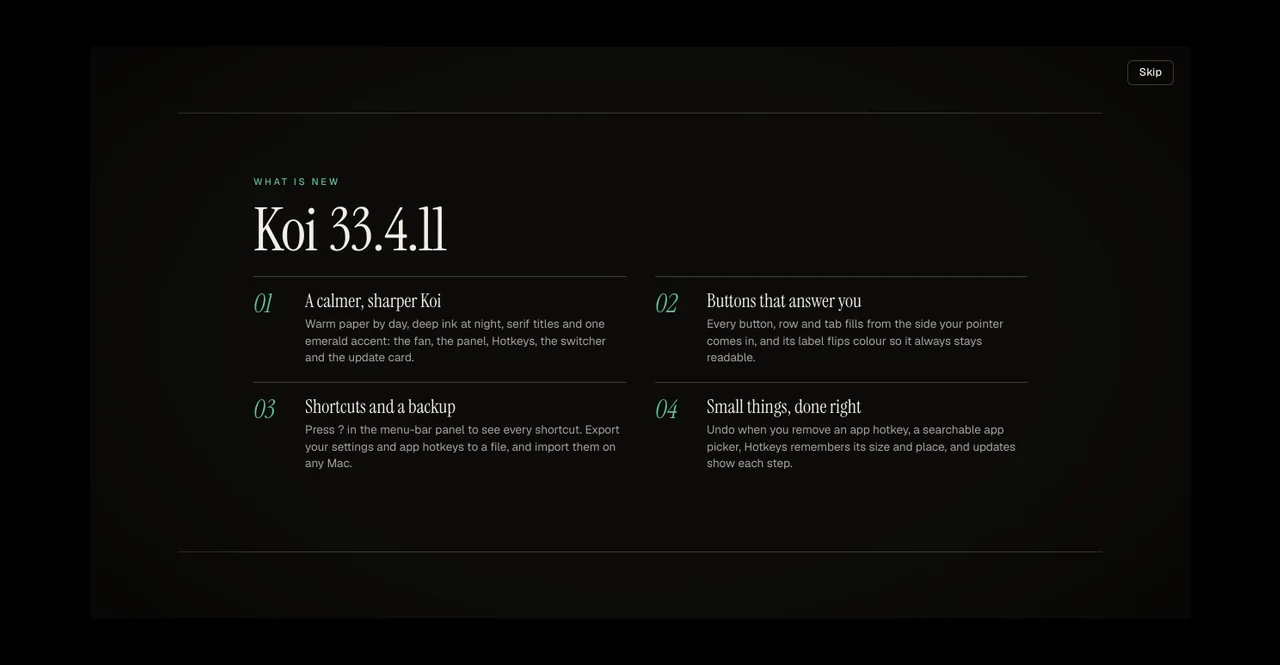 Skip
WHAT IS NEW
Koi 33.4.11
01
A calmer, sharper Koi
Warm paper by day, deep ink at night, serif titles and one
emerald accent: the fan, the panel, Hotkeys, the switcher
and the update card.
02
Buttons that answer you
Every button, row and tab fills from the side your pointer
comes in, and its label flips colour so it always stays
readable.
03
Shortcuts and a backup
Press ? in the menu-bar panel to see every shortcut. Export
your settings and app hotkeys to a file, and import them on
any Mac.
04
Small things, done right
Undo when you remove an app hotkey, a searchable app
picker, Hotkeys remembers its size and place, and updates
show each step.